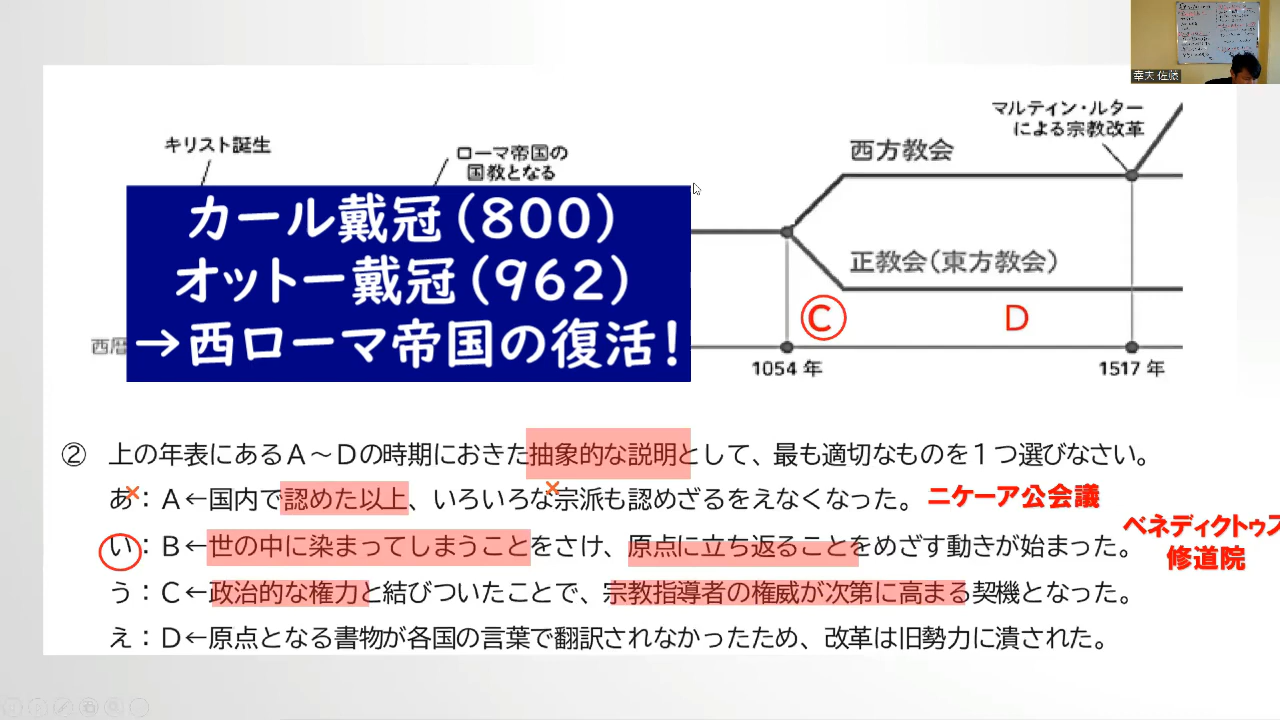 幸夫 佐藤
マルティン・ルター
による宗教改革
キリスト誕生
ローマ帝国の
国教となる
西方教会
カール戴冠(800)
オットー戴冠(962)
→西ローマ帝国の復活!
正教会(東方教会)
C
D
西暦
1054 年
1517 年
② 上の年表にあるA～Dの時期におきた抽象的な説明として、最も適切なものを1つ選びなさい。
あ:A←国内で認めた以上、いろいろな宗派も認めざるをえなくなった。
ニケーア公会議
い:B←世の中に染まってしまうことをさけ、原点に立ち返ることをめざす動きが始まった。
ベネディクトゥス
修道院
う:C←政治的な権力と結びついたことで、宗教指導者の権威が次第に高まる契機となった。
え:D←原点となる書物が各国の言葉で翻訳されなかったため、改革は旧勢力に潰された。